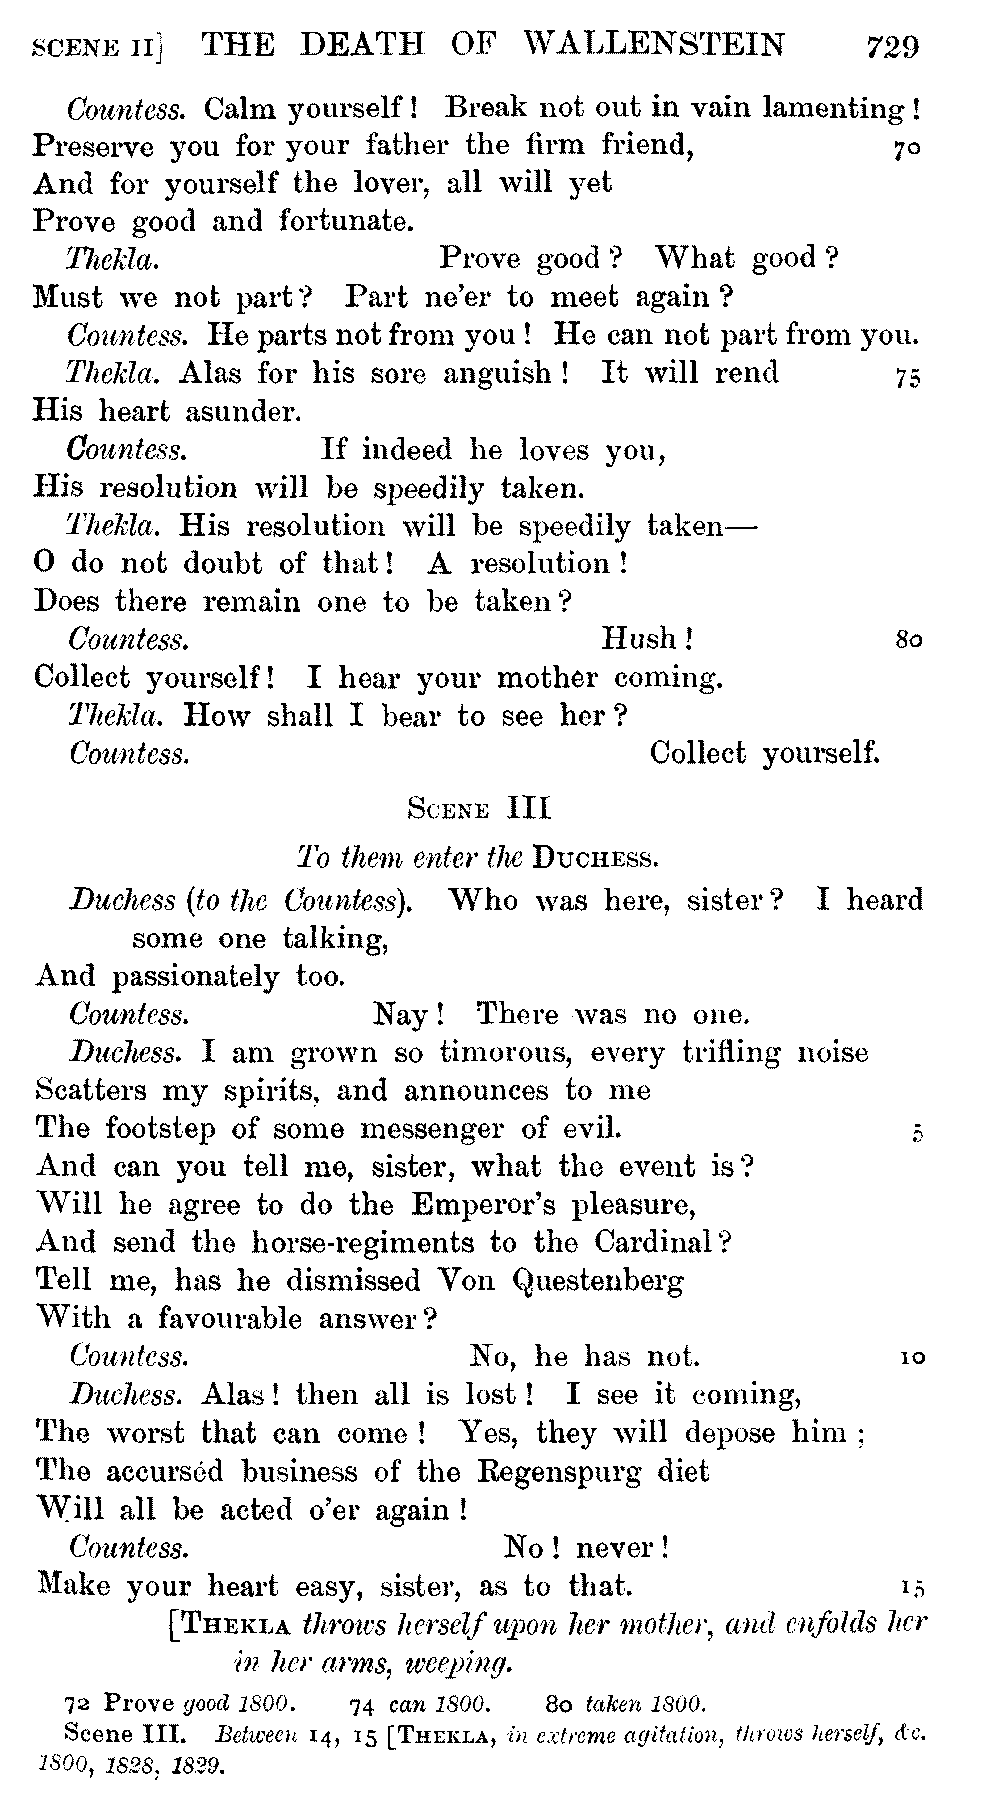 SCENE II] THE DEATH OF WALLENSTEIN 729
Countess. Calm yourself! Break not out in vain lamenting!
Preserve you for your father the firm friend, 70
And for yourself the lover, all will yet
Prove good and fortunate.
Thekla. Prove good? What good?
Must we not part? Part ne'er to meet again?
Countess. He parts not from you! He can not part from you.
Thekla. Alas for his sore anguish! It will rend 75
His heart asunder.
Countess. If indeed he loves you,
His resolution will be speedily taken.
Thekla. His resolution will be speedily taken—
O do not doubt of that! A resolution!
Does there remain one to be taken?
Countess. Hush! 80
Collect yourself! I hear your mother coming.
Thekla. How shall I bear to see her?
Countess. Collect yourself.
SCENE III
To them enter the DUCHESS.
Duchess (to the Countess). Who was here, sister? I heard
some one talking,
And passionately too.
Countess. Nay! There was no one.
Duchess. I am grown so timorous, every trifling noise
Scatters my spirits, and announces to me
The footstep of some messenger of evil. 5
And can you tell me, sister, what the event is?
Will he agree to do the Emperor's pleasure,
And send the horse-regiments to the Cardinal?
Tell me, has he dismissed Von Questenberg
With a favourable answer?
Countess. No, he has not. 10
Duchess. Alas! then all is lost! I see it coming,
The worst that can come! Yes, they will depose him;
The accurséd business of the Regenspurg diet
Will all be acted o'er again!
Countess. No! never!
Make your heart easy, sister, as to that. 15
[THEKLA throws herself upon her mother, and enfolds her
in her arms, weeping.
72 Prove good 1800. 74 can 1800. 80 taken 1800.
Scene III. Between 14, 15 [THEKLA, in extreme agitation, throws herself, &c.
1800, 1828, 1829.